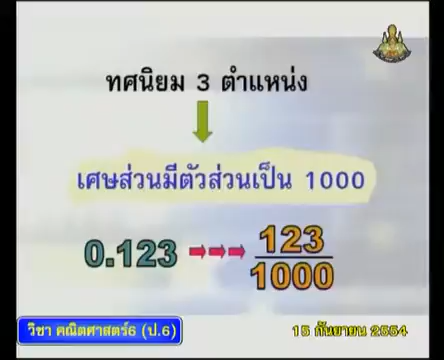 ทศนิยม 3 ตำแหน่ง
เศษส่วนมีตัวส่วนเป็น 1000
0.123
123
1000
วิชา คณิตศาสตร์6 (ป.6)
15 กันยายน 2554